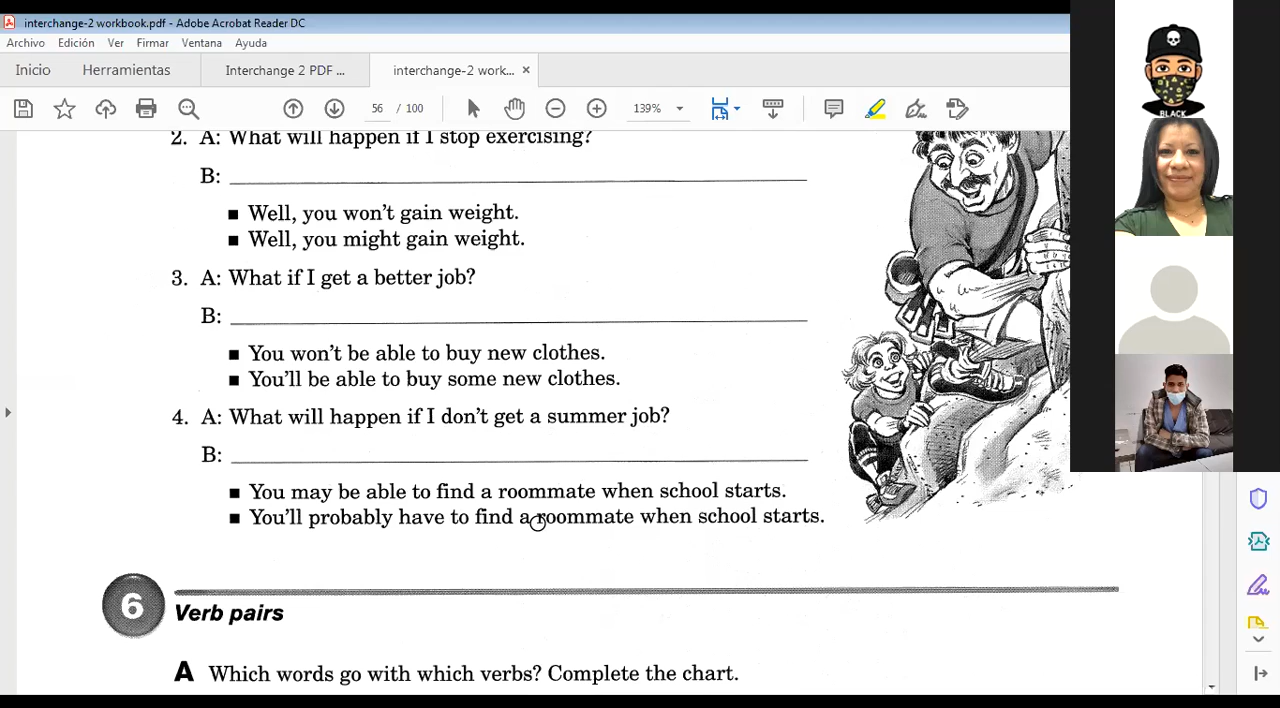 interchange-2 workbook.pdf - Adobe Acrobat Reader DC
Archivo Edición Ver Firmar Ventana Ayuda
Inicio Herramientas Interchange 2 PDF ... interchange-2 work... ×
56 / 100 139%
2. A: What will happen if I stop exercising?
B:
■ Well, you won't gain weight.
■ Well, you might gain weight.
3. A: What if I get a better job?
B:
■ You won't be able to buy new clothes.
■ You'll be able to buy some new clothes.
4. A: What will happen if I don't get a summer job?
B:
■ You may be able to find a roommate when school starts.
■ You'll probably have to find a roommate when school starts.
6
Verb pairs
A Which words go with which verbs? Complete the chart.
BLACK